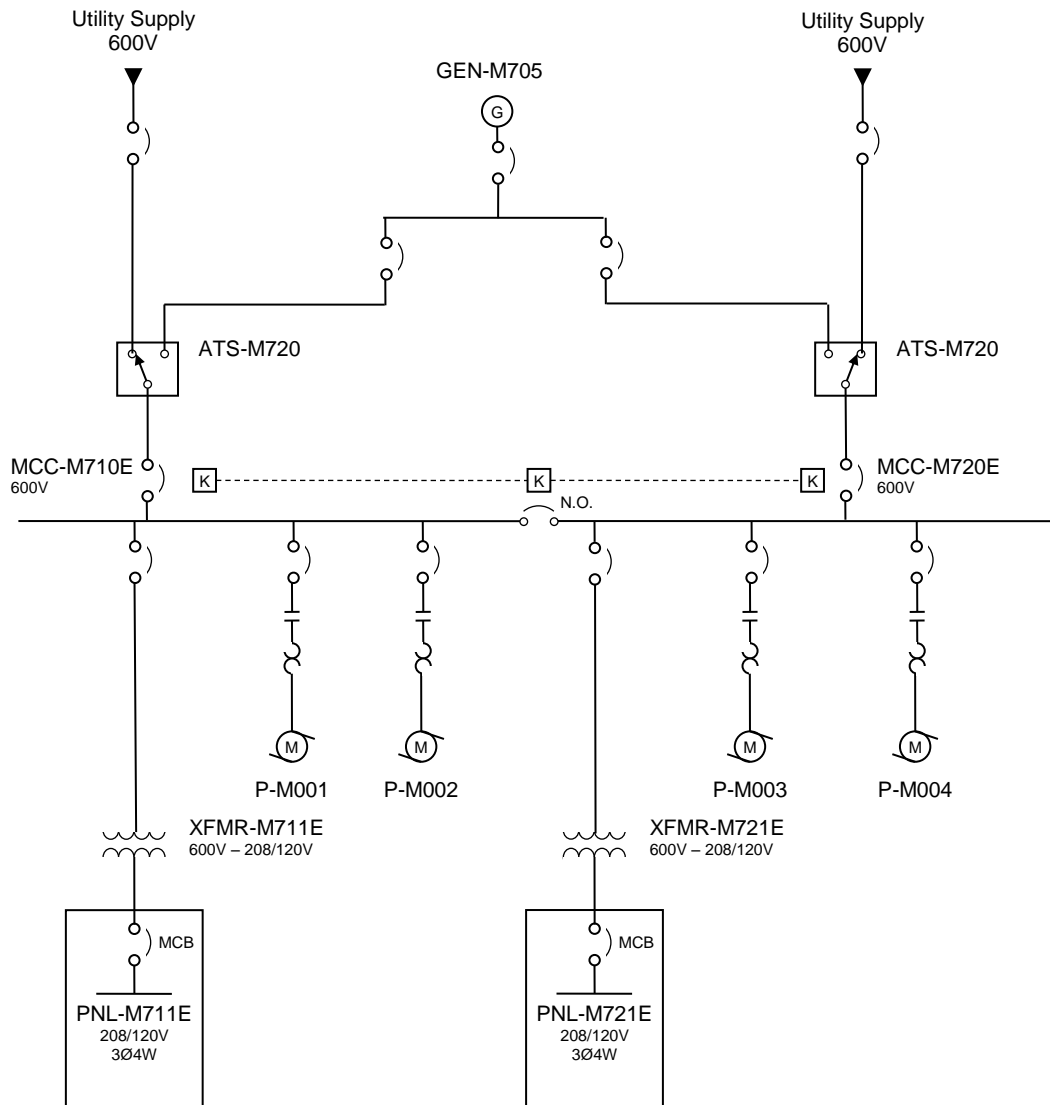 Utility Supply
600V
Utility Supply
600V
GEN-M705
G
ATS-M720
ATS-M720
MCC-M710E
600V
K
K
K
MCC-M720E
600V
N.O.
M
M
M
M
P-M001
P-M002
P-M003
P-M004
XFMR-M711E
600V – 208/120V
XFMR-M721E
600V – 208/120V
MCB
MCB
PNL-M711E
208/120V
3Ø4W
PNL-M721E
208/120V
3Ø4W